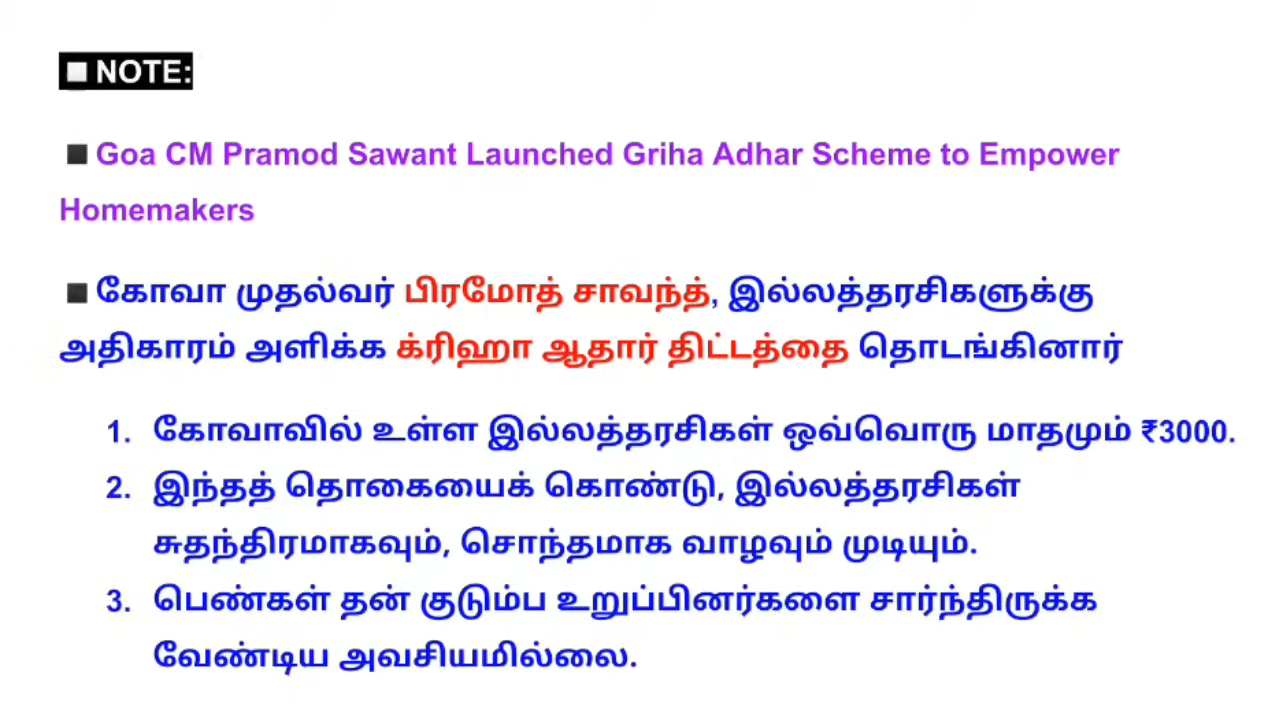 ◻️NOTE:
◾Goa CM Pramod Sawant Launched Griha Adhar Scheme to Empower
Homemakers
◾கோவா முதல்வர் பிரமோத் சாவந்த், இல்லத்தரசிகளுக்கு
அதிகாரம் அளிக்க க்ரிஹா ஆதார் திட்டத்தை தொடங்கினார்
1. கோவாவில் உள்ள இல்லத்தரசிகள் ஒவ்வொரு மாதமும் ₹3000.
2. இந்தத் தொகையைக் கொண்டு, இல்லத்தரசிகள்
சுதந்திரமாகவும், சொந்தமாக வாழவும் முடியும்.
3. பெண்கள் தன் குடும்ப உறுப்பினர்களை சார்ந்திருக்க
வேண்டிய அவசியமில்லை.